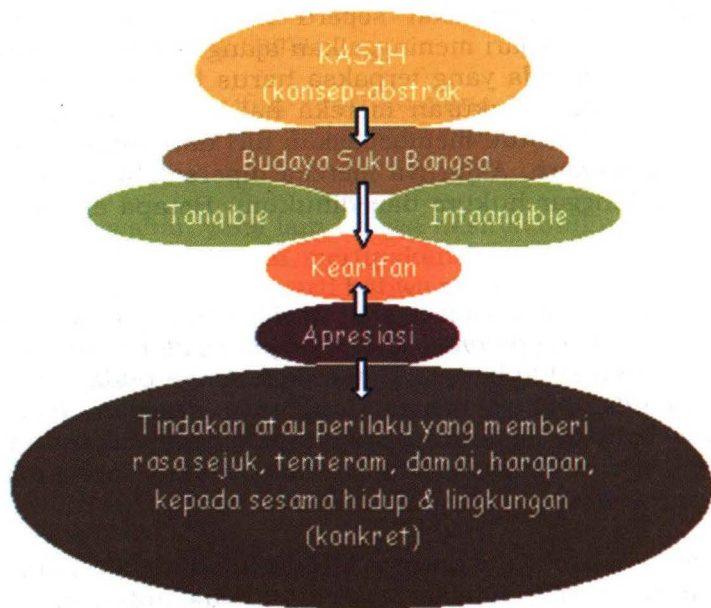 KASIH
(konsep-abstrak
Budaya Suku Bangsa
Tangible
Intaangible
Kearifan
Apresiasi
Tindakan atau perilaku yang memberi
rasa sejuk, tenteram, damai, harapan,
kepada sesama hidup & lingkungan
(konkret)